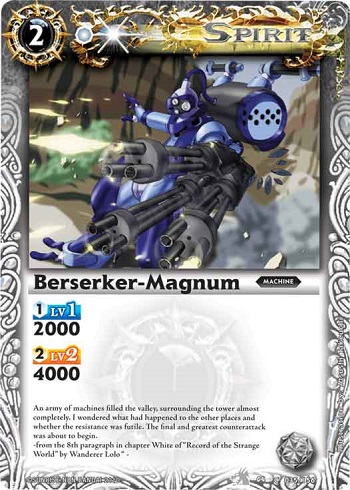 2
SPIRIT
Berserker-Magnum
MACHINE
1 LV1
2000
2 LV2
4000
An army of machines filled the valley, surrounding the tower almost
completely. I wondered what had happened to the other places and
whether the resistance was futile. The final and greatest counterattack
was about to begin.
-from the 8th paragraph in chapter White of "Record of the Strange
World" by Wanderer Lolo" -